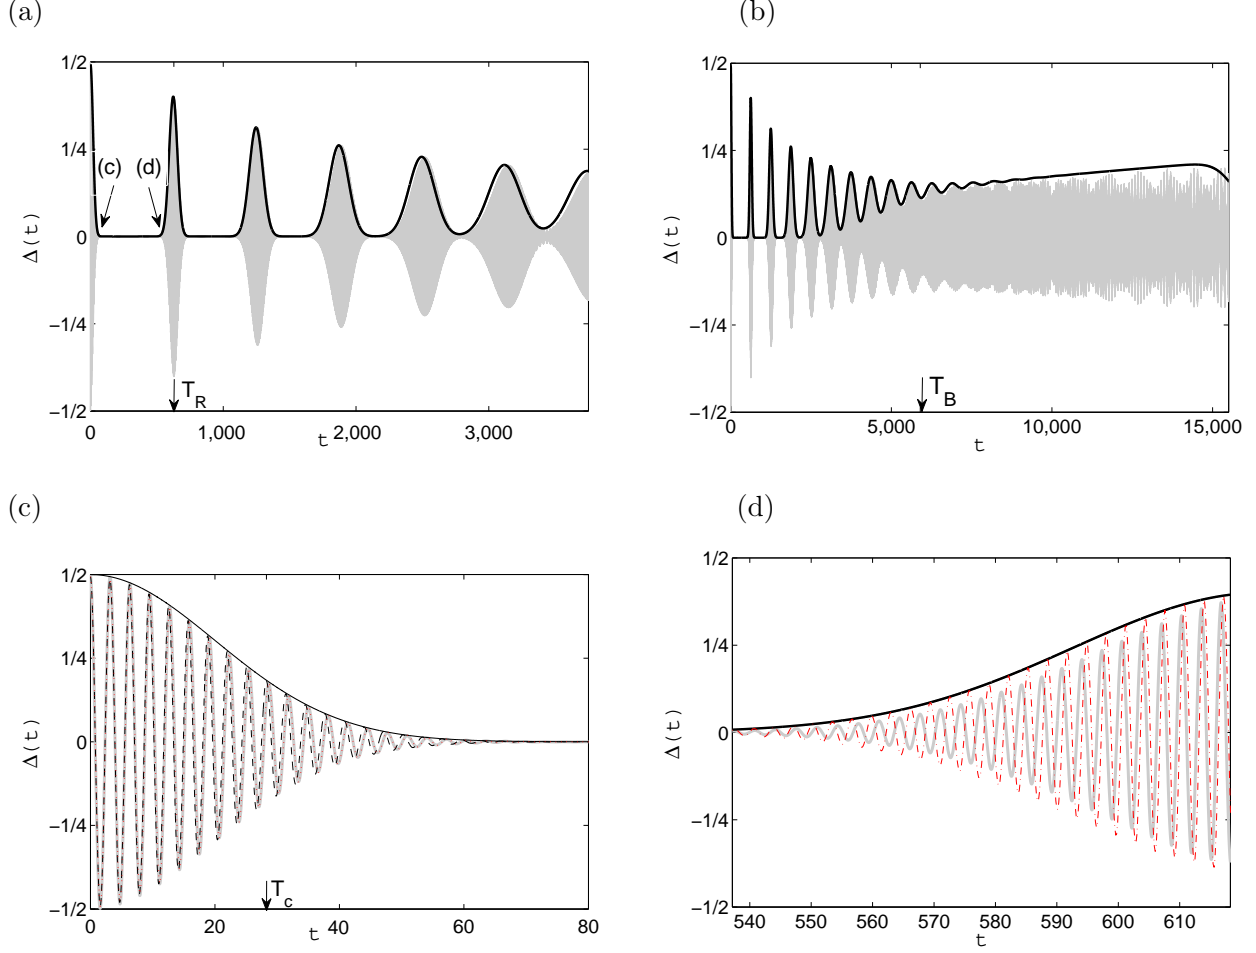 (a)
1/2
1/4
0
−1/4
−1/2
Δ(t)
(c)
(d)
T_R
0
1,000
2,000
3,000
t
(b)
1/2
1/4
0
−1/4
−1/2
Δ(t)
T_B
0
5,000
10,000
15,000
t
(c)
1/2
1/4
0
-1/4
-1/2
Δ(t)
T_c
0
20
40
60
80
t
(d)
1/2
1/4
0
−1/4
−1/2
Δ(t)
540
550
560
570
580
590
600
610
t